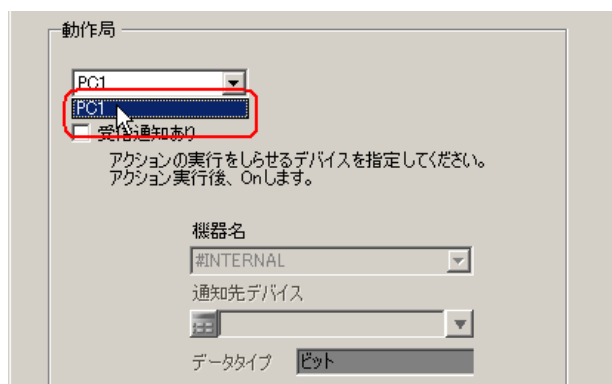 動作局
PC1
PC1
受信通知あり
アクションの実行をしらせるデバイスを指定してください。
アクション実行後、Onします。
機器名
#INTERNAL
通知先デバイス
データタイプ ビット